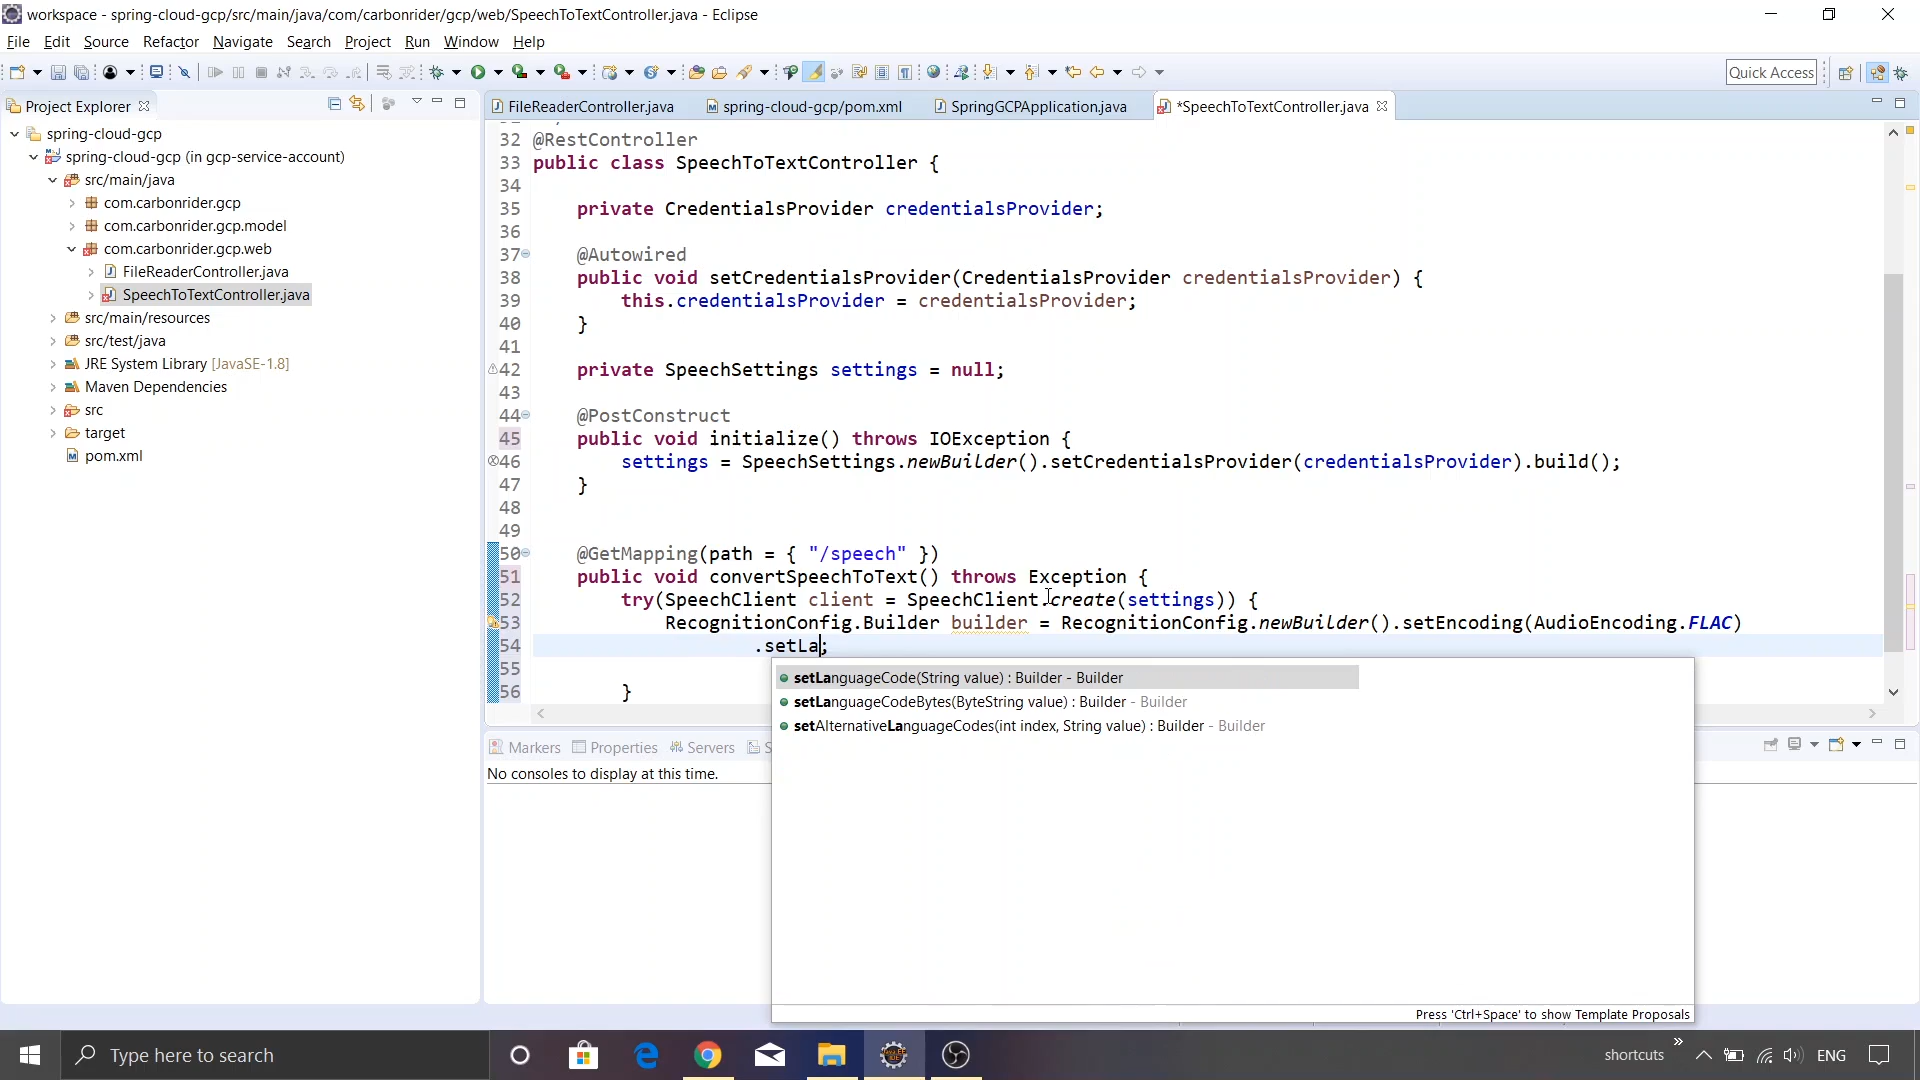 workspace - spring-cloud-gcp/src/main/java/com/carbonrider/gcp/web/SpeechToTextController.java - Eclipse
File Edit Source Refactor Navigate Search Project Run Window Help
Quick Access
Project Explorer
FileReaderController.java spring-cloud-gcp/pom.xml SpringGCPApplication.java *SpeechToTextController.java
spring-cloud-gcp
spring-cloud-gcp (in gcp-service-account)
src/main/java
com.carbonrider.gcp
com.carbonrider.gcp.model
com.carbonrider.gcp.web
FileReaderController.java
SpeechToTextController.java
src/main/resources
src/test/java
JRE System Library [JavaSE-1.8]
Maven Dependencies
src
target
pom.xml
32 @RestController
33 public class SpeechToTextController {
34
35 private CredentialsProvider credentialsProvider;
36
37 @Autowired
38 public void setCredentialsProvider(CredentialsProvider credentialsProvider) {
39 this.credentialsProvider = credentialsProvider;
40 }
41
42 private SpeechSettings settings = null;
43
44 @PostConstruct
45 public void initialize() throws IOException {
46 settings = SpeechSettings.newBuilder().setCredentialsProvider(credentialsProvider).build();
47 }
48
49
50 @GetMapping(path = { "/speech" })
51 public void convertSpeechToText() throws Exception {
52 try(SpeechClient client = SpeechClient.create(settings)) {
53 RecognitionConfig.Builder builder = RecognitionConfig.newBuilder().setEncoding(AudioEncoding.FLAC)
54 .setLa;
55
56 }
setLanguageCode(String value) : Builder - Builder
setLanguageCodeBytes(ByteString value) : Builder - Builder
setAlternativeLanguageCodes(int index, String value) : Builder - Builder
Press 'Ctrl+Space' to show Template Proposals
Markers Properties Servers
No consoles to display at this time.
Type here to search
shortcuts
ENG